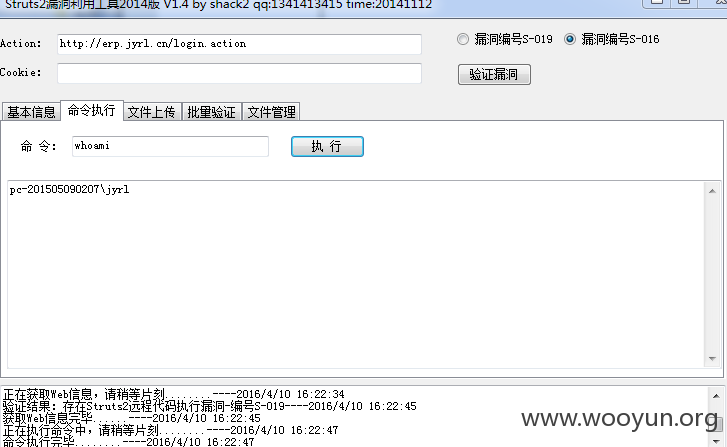 Struts2漏洞利用工具2014版 V1.4 by shack2 qq:1341413415 time:20141112
Action: http://erp.jyrl.cn/login.action 漏洞编号S-019 漏洞编号S-016
Cookie: 验证漏洞
基本信息 命令执行 文件上传 批量验证 文件管理
命 令: whoami 执 行
pc-201505090207\jyrl
正在获取Web信息，请稍等片刻........----2016/4/10 16:22:34
验证结果：存在Struts2远程代码执行漏洞-编号S-019----2016/4/10 16:22:45
获取Web信息完毕......----2016/4/10 16:22:45
正在执行命令中，请稍等片刻........----2016/4/10 16:22:47
命令执行完毕........----2016/4/10 16:22:47
www.wooyun.org